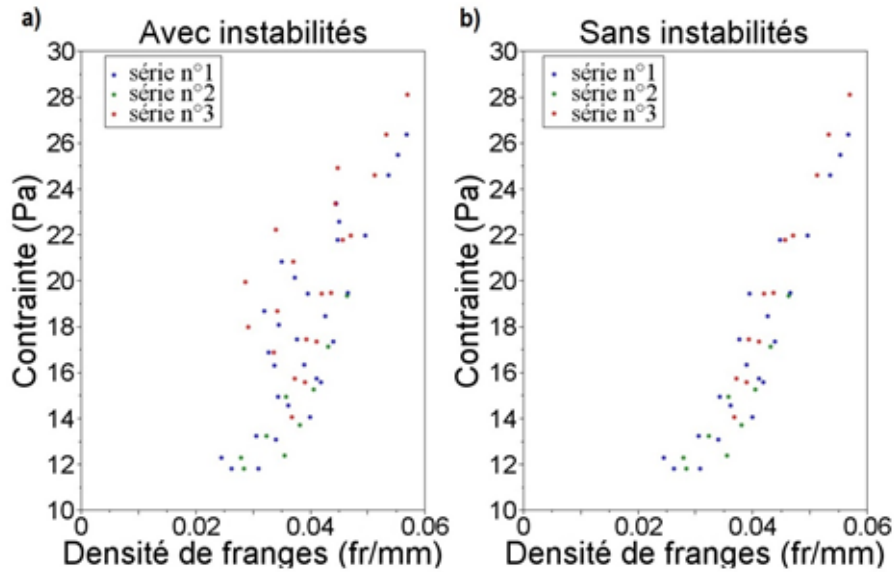 a)
Avec instabilités
30
28
26
24
22
20
18
16
14
12
10
série n°1
série n°2
série n°3
Contrainte (Pa)
0
0.02
0.04
0.06
Densité de franges (fr/mm)
b)
Sans instabilités
30
28
26
24
22
20
18
16
14
12
10
série n°1
série n°2
série n°3
Contrainte (Pa)
0
0.02
0.04
0.06
Densité de franges (fr/mm)